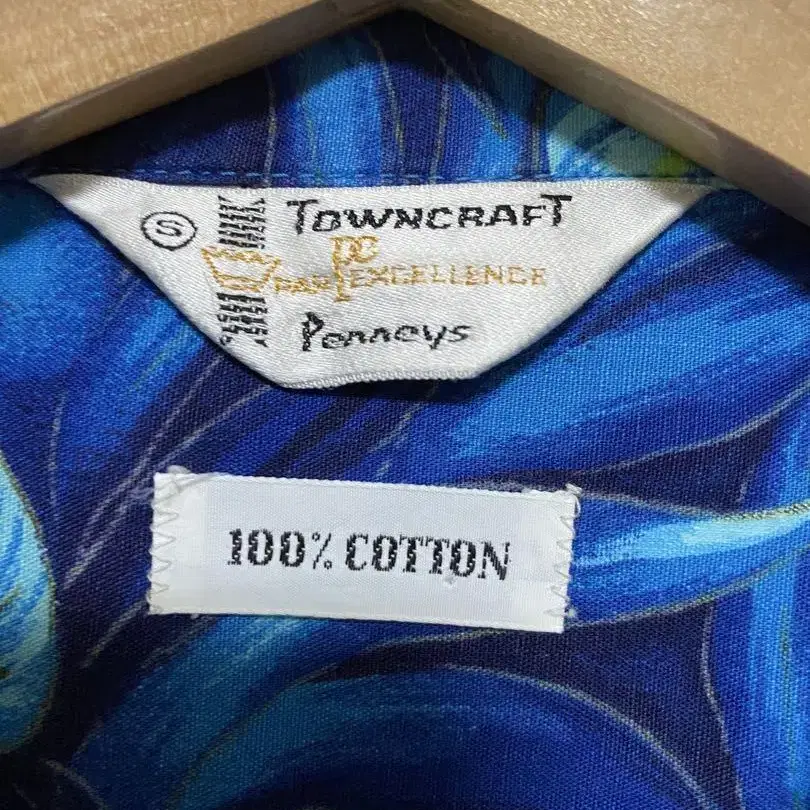 S TOWNCRAFT
PC
PAR EXCELLENCE
Penneys
100% COTTON